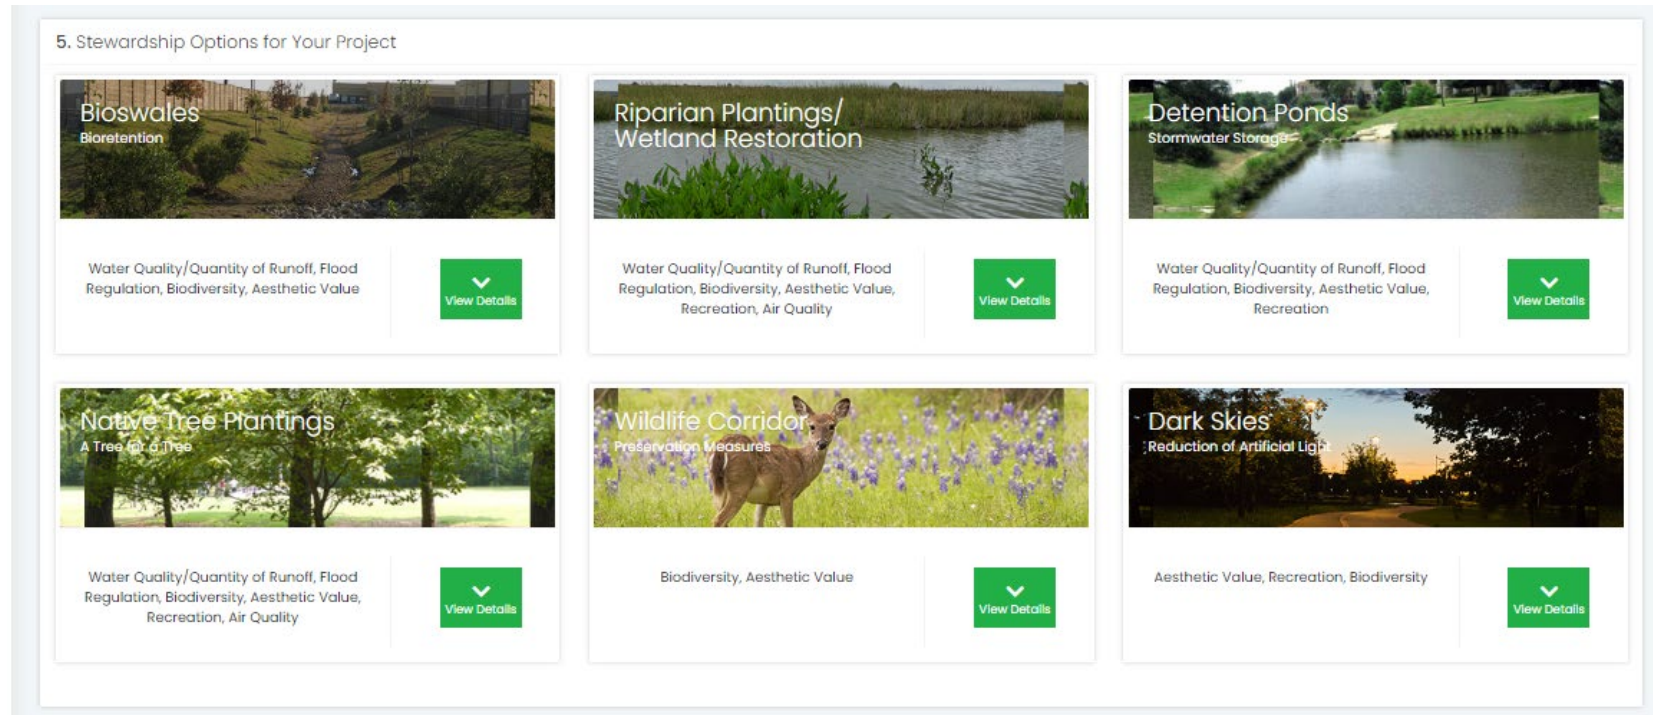 5. Stewardship Options for Your Project
Bioswales
Bioretention
Water Quality/Quantity of Runoff, Flood
Regulation, Biodiversity, Aesthetic Value
View Details
Riparian Plantings/
Wetland Restoration
Water Quality/Quantity of Runoff, Flood
Regulation, Biodiversity, Aesthetic Value,
Recreation, Air Quality
View Details
Detention Ponds
Stormwater Storage
Water Quality/Quantity of Runoff, Flood
Regulation, Biodiversity, Aesthetic Value,
Recreation
View Details
Native Tree Plantings
A Tree for a Tree
Water Quality/Quantity of Runoff, Flood
Regulation, Biodiversity, Aesthetic Value,
Recreation, Air Quality
View Details
Wildlife Corridor
Preservation Measures
Biodiversity, Aesthetic Value
View Details
Dark Skies
Reduction of Artificial Light
Aesthetic Value, Recreation, Biodiversity
View Details